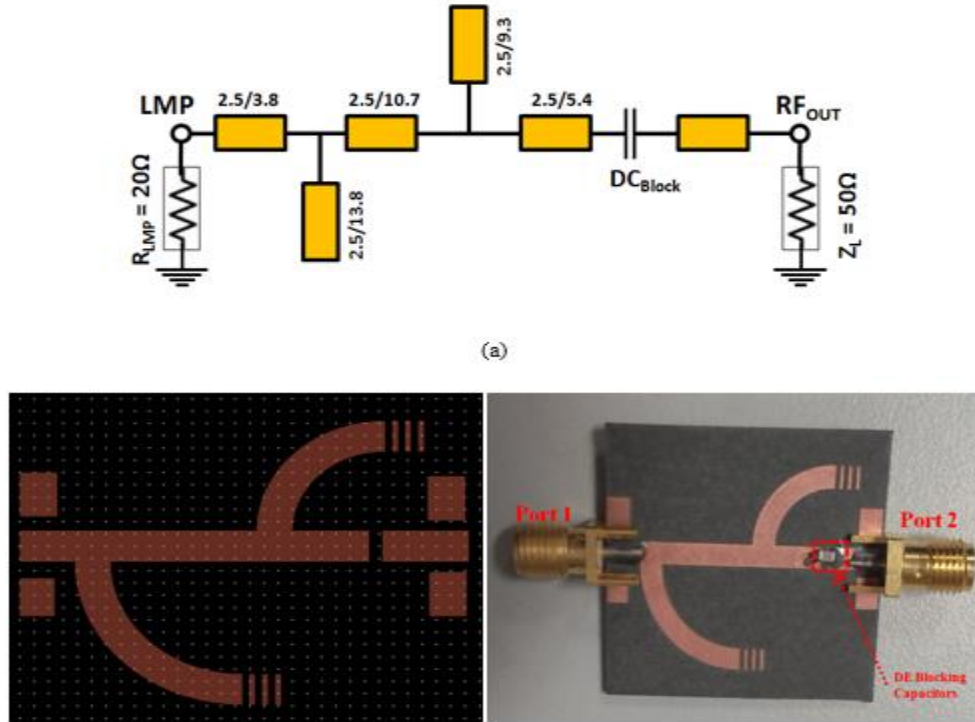 2.5/9.3
2.5/3.8
2.5/10.7
2.5/5.4
LMP
RF_OUT
DC_Block
2.5/13.8
R_LMP = 20Ω
Z_L = 50Ω
(a)
Port 1
Port 2
DE Blocking
Capacitors